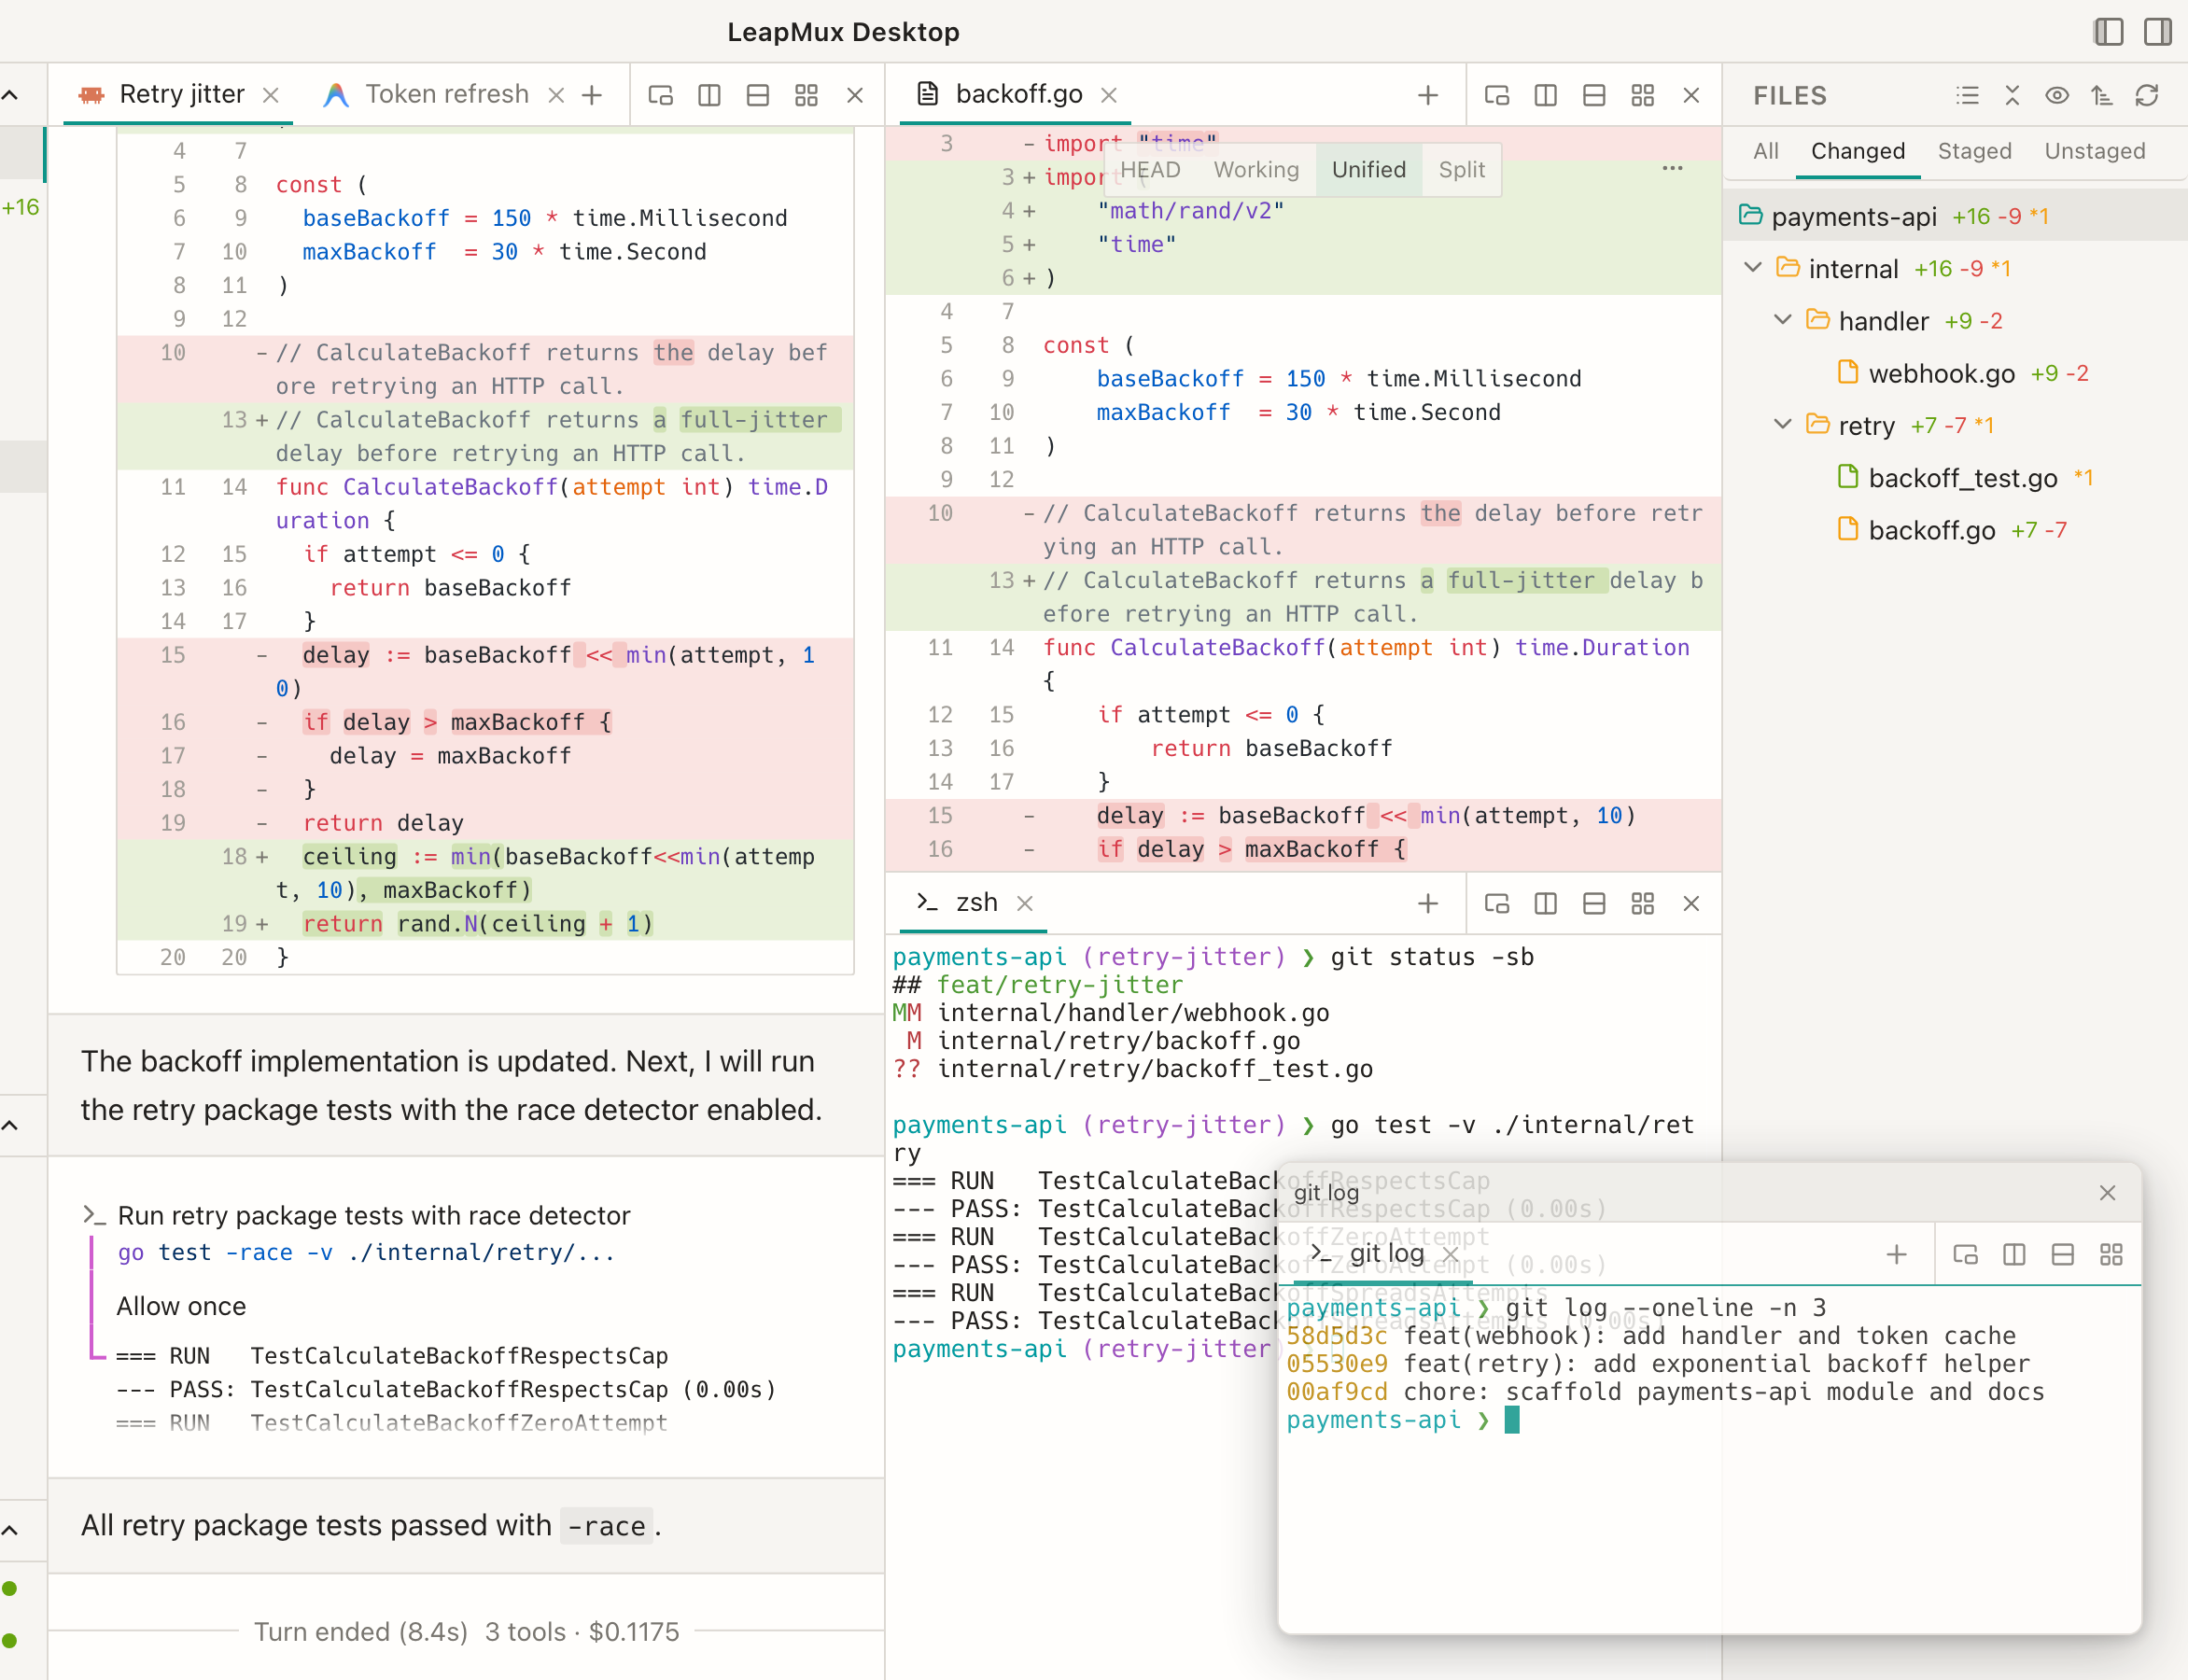 LeapMux Desktop
Retry jitter
Token refresh
+16
4 7
5 8 const (
6 9 baseBackoff = 150 * time.Millisecond
7 10 maxBackoff  = 30 * time.Second
8 11 )
9 12
10 - // CalculateBackoff returns the delay bef
ore retrying an HTTP call.
13 + // CalculateBackoff returns a full-jitter
delay before retrying an HTTP call.
11 14 func CalculateBackoff(attempt int) time.D
uration {
12 15 if attempt <= 0 {
13 16 return baseBackoff
14 17 }
15 - delay := baseBackoff << min(attempt, 1
0)
16 - if delay > maxBackoff {
17 - delay = maxBackoff
18 - }
19 - return delay
18 + ceiling := min(baseBackoff<<min(attemp
t, 10), maxBackoff)
19 + return rand.N(ceiling + 1)
20 20 }
The backoff implementation is updated. Next, I will run
the retry package tests with the race detector enabled.
Run retry package tests with race detector
go test -race -v ./internal/retry/...
Allow once
=== RUN   TestCalculateBackoffRespectsCap
--- PASS: TestCalculateBackoffRespectsCap (0.00s)
=== RUN   TestCalculateBackoffZeroAttempt
All retry package tests passed with -race.
Turn ended (8.4s) 3 tools · $0.1175
backoff.go
HEAD Working Unified Split
3 - import "time"
3 + import (
4 + "math/rand/v2"
5 + "time"
6 + )
4 7
5 8 const (
6 9 baseBackoff = 150 * time.Millisecond
7 10 maxBackoff  = 30 * time.Second
8 11 )
9 12
10 - // CalculateBackoff returns the delay before retr
ying an HTTP call.
13 + // CalculateBackoff returns a full-jitter delay b
efore retrying an HTTP call.
11 14 func CalculateBackoff(attempt int) time.Duration
{
12 15 if attempt <= 0 {
13 16 return baseBackoff
14 17 }
15 - delay := baseBackoff << min(attempt, 10)
16 - if delay > maxBackoff {
zsh
payments-api (retry-jitter) ❯ git status -sb
## feat/retry-jitter
MM internal/handler/webhook.go
 M internal/retry/backoff.go
?? internal/retry/backoff_test.go
payments-api (retry-jitter) ❯ go test -v ./internal/ret
ry
=== RUN   TestCalculateBackoffRespectsCap
--- PASS: TestCalculateBackoffRespectsCap (0.00s)
=== RUN   TestCalculateBackoffZeroAttempt
--- PASS: TestCalculateBackoffZeroAttempt (0.00s)
=== RUN   TestCalculateBackoffSpreadsAttempts
--- PASS: TestCalculateBackoffSpreadsAttempts (0.00s)
payments-api (retry-jitter)
git log
git log
payments-api ❯ git log --oneline -n 3
58d5d3c feat(webhook): add handler and token cache
05530e9 feat(retry): add exponential backoff helper
00af9cd chore: scaffold payments-api module and docs
payments-api ❯
FILES
All Changed Staged Unstaged
payments-api +16 -9 *1
internal +16 -9 *1
handler +9 -2
webhook.go +9 -2
retry +7 -7 *1
backoff_test.go *1
backoff.go +7 -7